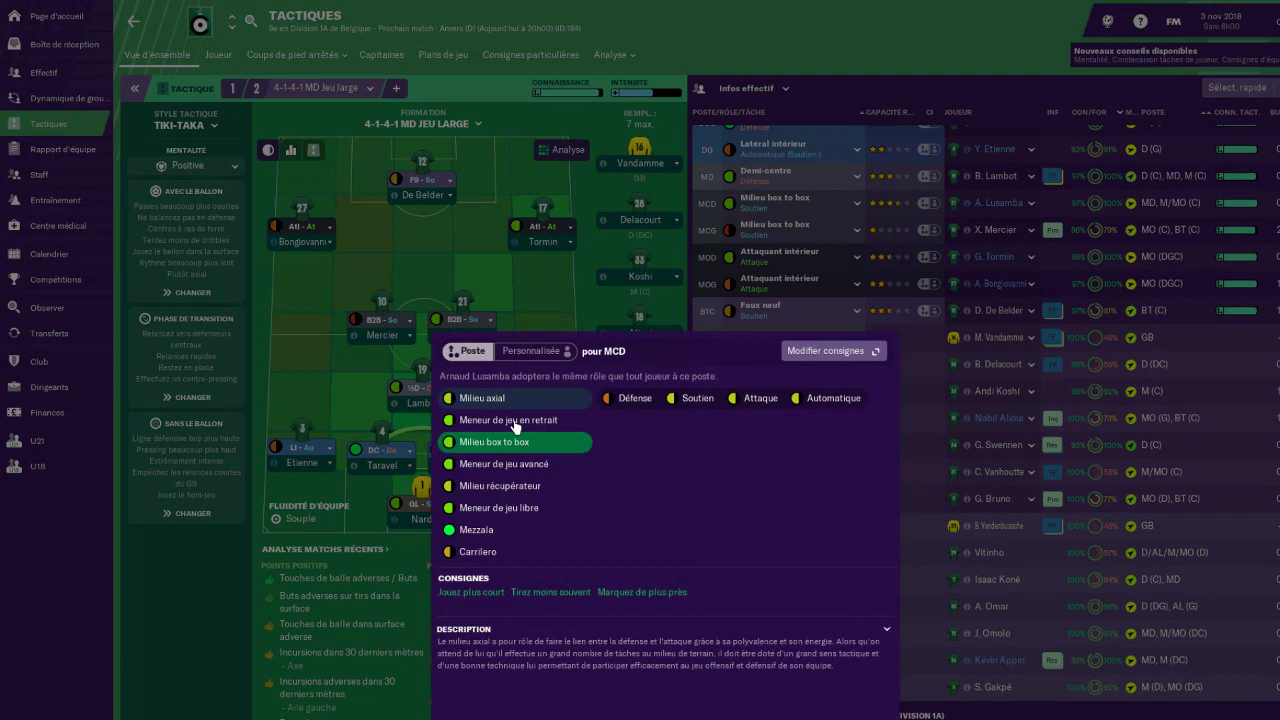 Page d'accueil
Boîte de réception
Effectif
Dynamique de grou...
Tactiques
Rapport d'équipe
Staff
Entraînement
Centre médical
Calendrier
Compétitions
Observer
Transferts
Club
Dirigeants
Finances
U21
U18
TACTIQUES
9e en Division 1A de Belgique - Prochain match : Anvers (D) (Aujourd'hui à 20h00) (ID:184)
Vue d'ensemble
Joueur
Coups de pied arrêtés
Capitaines
Plans de jeu
Consignes particulières
Analyse
FM
3 nov 2018
Sam 8h00
Nouveaux conseils disponibles
TACTIQUE
1
2
4-1-4-1 MD Jeu large
CONNAISSANCE
INTENSITE
STYLE TACTIQUE
TIKI-TAKA
MENTALITÉ
Positive
AVEC LE BALLON
Passes beaucoup plus courtes
Ne balancez pas en défense
Centres à ras de terre
Tentez moins de dribbles
Jouez le ballon dans la surface
Rythme beaucoup plus lent
Plutôt axial
CHANGER
PHASE DE TRANSITION
Relancez vers défenseurs
centraux
Relances rapides
Restez en place
Effectuez un contre-pressing
CHANGER
SANS LE BALLON
Ligne défensive bcp plus haute
Pressing beaucoup plus haut
Extrêmement intense
Empêchez les relances courtes
du GB
Jouez le hors-jeu
CHANGER
FORMATION
4-1-4-1 MD JEU LARGE
Analyse
12
F9 - So
De Belder
27
Atl - At
Bongiovanni
17
Atl - At
Tormin
10
B2B - So
Mercier
21
B2B - So
19
3
LI - Au
Etienne
4
DC - De
Taravel
1
FLUIDITÉ D'ÉQUIPE
Souple
ANALYSE MATCHS RÉCENTS
POINTS POSITIFS
Touches de balle adverses / Buts
Buts adverses sur tirs dans la
surface
Touches de balle dans surface
adverse
Incursions dans 30 derniers mètres
- Axe
Incursions adverses dans 30
derniers mètres
- Aile gauche
REMPL.:
7 max.
16
Vandamme
GB
28
Delacourt
D (DC)
33
Koshi
M (C)
18
Infos effectif
Sélect. rapide
POSTE/RÔLE/TÂCHE
CAPACITÉ R...
CI
JOUEUR
INF
CON/FOR
M...
POSTE
CONN. TACT.
Défense
DG
Latéral intérieur
Automatique (Soutien )
Y. Etienne
93%
91%
D (G)
MD
Demi-centre
Défense
B. Lambot
D (C), MD, M (C)
MCD
Milieu box to box
Soutien
A. Lusamba
MD, M/MO (C)
MCG
Milieu box to box
Soutien
X. Mercier
Prm
79%
MO (C), BT (C)
MOD
Attaquant intérieur
Attaque
G. Tormin
MO (DGC)
MOG
Attaquant intérieur
Attaque
A. Bongiovanni
MO (DGC)
BTC
Faux neuf
Soutien
D. De Belder
BT (C)
M. Vandamme
GB
B. Delacourt
D (DC)
Andi Koshi
M (C)
Nabil Alioui
Inq
MO (G), BT (C)
G. Swennen
Rés
D (C)
C. Vanhoutte
M/MO (C)
G. Bruno
Prm
MO (D), BT (C)
B. Vandenbussche
GB
Vitinho
D/AL/M/MO (D)
Isaac Koné
D (C), MD
A. Omar
D (DG), AL (G)
J. Omolo
MD, M/MO (C)
Kévin Appin
MD, M (DC)
S. Gakpé
M (D), MO (DG)
Poste
Personnalisée
pour MCD
Modifier consignes
Arnaud Lusamba adoptera le même rôle que tout joueur à ce poste.
Milieu axial
Défense
Soutien
Attaque
Automatique
Meneur de jeu en retrait
Milieu box to box
Meneur de jeu avancé
Milieu récupérateur
Meneur de jeu libre
Mezzala
Carrilero
CONSIGNES
Jouez plus court Tirez moins souvent Marquez de plus près
DESCRIPTION
Le milieu axial a pour rôle de faire le lien entre la défense et l'attaque grâce à sa polyvalence et son énergie. Alors qu'on
attend de lui qu'il effectue un grand nombre de tâches au milieu de terrain, il doit être doté d'un grand sens tactique et
d'une bonne technique lui permettant de participer efficacement au jeu offensif et défensif de son équipe.